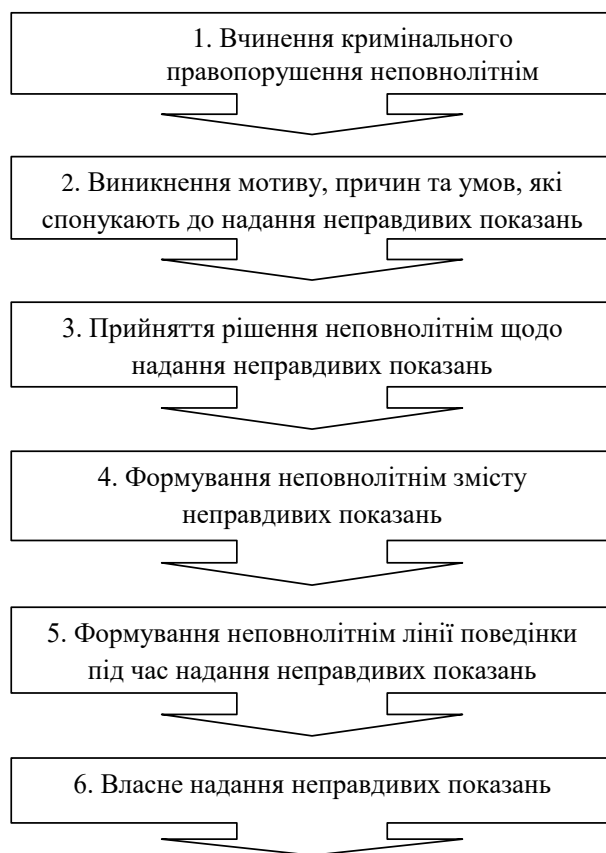 1. Вчинення кримінального
правопорушення неповнолітнім
2. Виникнення мотиву, причин та умов, які
спонукають до надання неправдивих показань
3. Прийняття рішення неповнолітнім щодо
надання неправдивих показань
4. Формування неповнолітнім змісту
неправдивих показань
5. Формування неповнолітнім лінії поведінки
під час надання неправдивих показань
6. Власне надання неправдивих показань